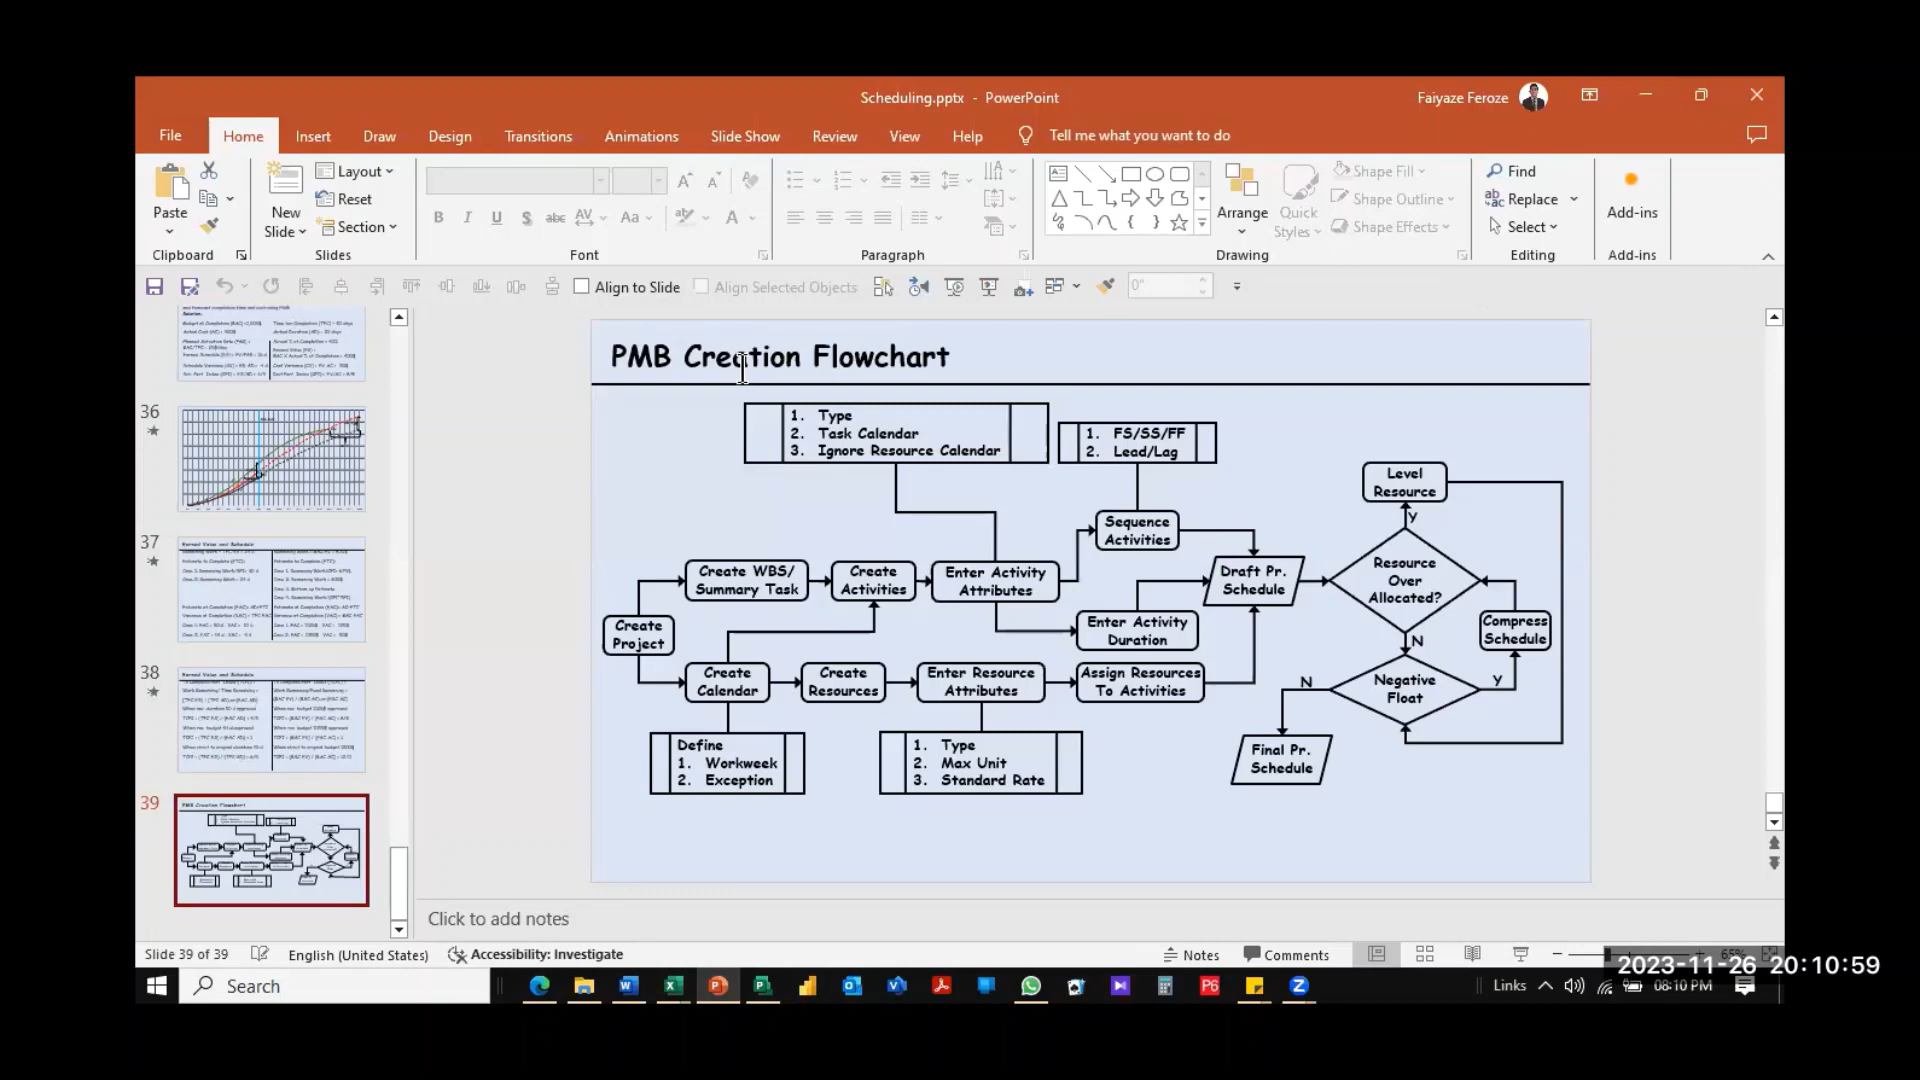 Scheduling.pptx - PowerPoint
Faiyaze Feroze
File
Home
Insert
Draw
Design
Transitions
Animations
Slide Show
Review
View
Help
Tell me what you want to do
Paste
Clipboard
New
Slide
Layout
Reset
Section
Slides
B I U S abc AV Aa A
Font
Paragraph
Arrange
Quick
Styles
Shape Fill
Shape Outline
Shape Effects
Drawing
Find
Replace
Select
Editing
Add-ins
Add-ins
Align to Slide
Align Selected Objects
0°
36
37
38
39
PMB Creation Flowchart
1. Type
2. Task Calendar
3. Ignore Resource Calendar
1. FS/SS/FF
2. Lead/Lag
Level
Resource
Y
Sequence
Activities
Create WBS/
Summary Task
Create
Activities
Enter Activity
Attributes
Draft Pr.
Schedule
Resource
Over
Allocated?
Create
Project
Enter Activity
Duration
Compress
Schedule
N
Create
Calendar
Create
Resources
Enter Resource
Attributes
Assign Resources
To Activities
N
Negative
Float
Y
Define
1. Workweek
2. Exception
1. Type
2. Max Unit
3. Standard Rate
Final Pr.
Schedule
Click to add notes
Slide 39 of 39
English (United States)
Accessibility: Investigate
Notes
Comments
2023-11-26 20:10:59
Search
Links
08:10 PM